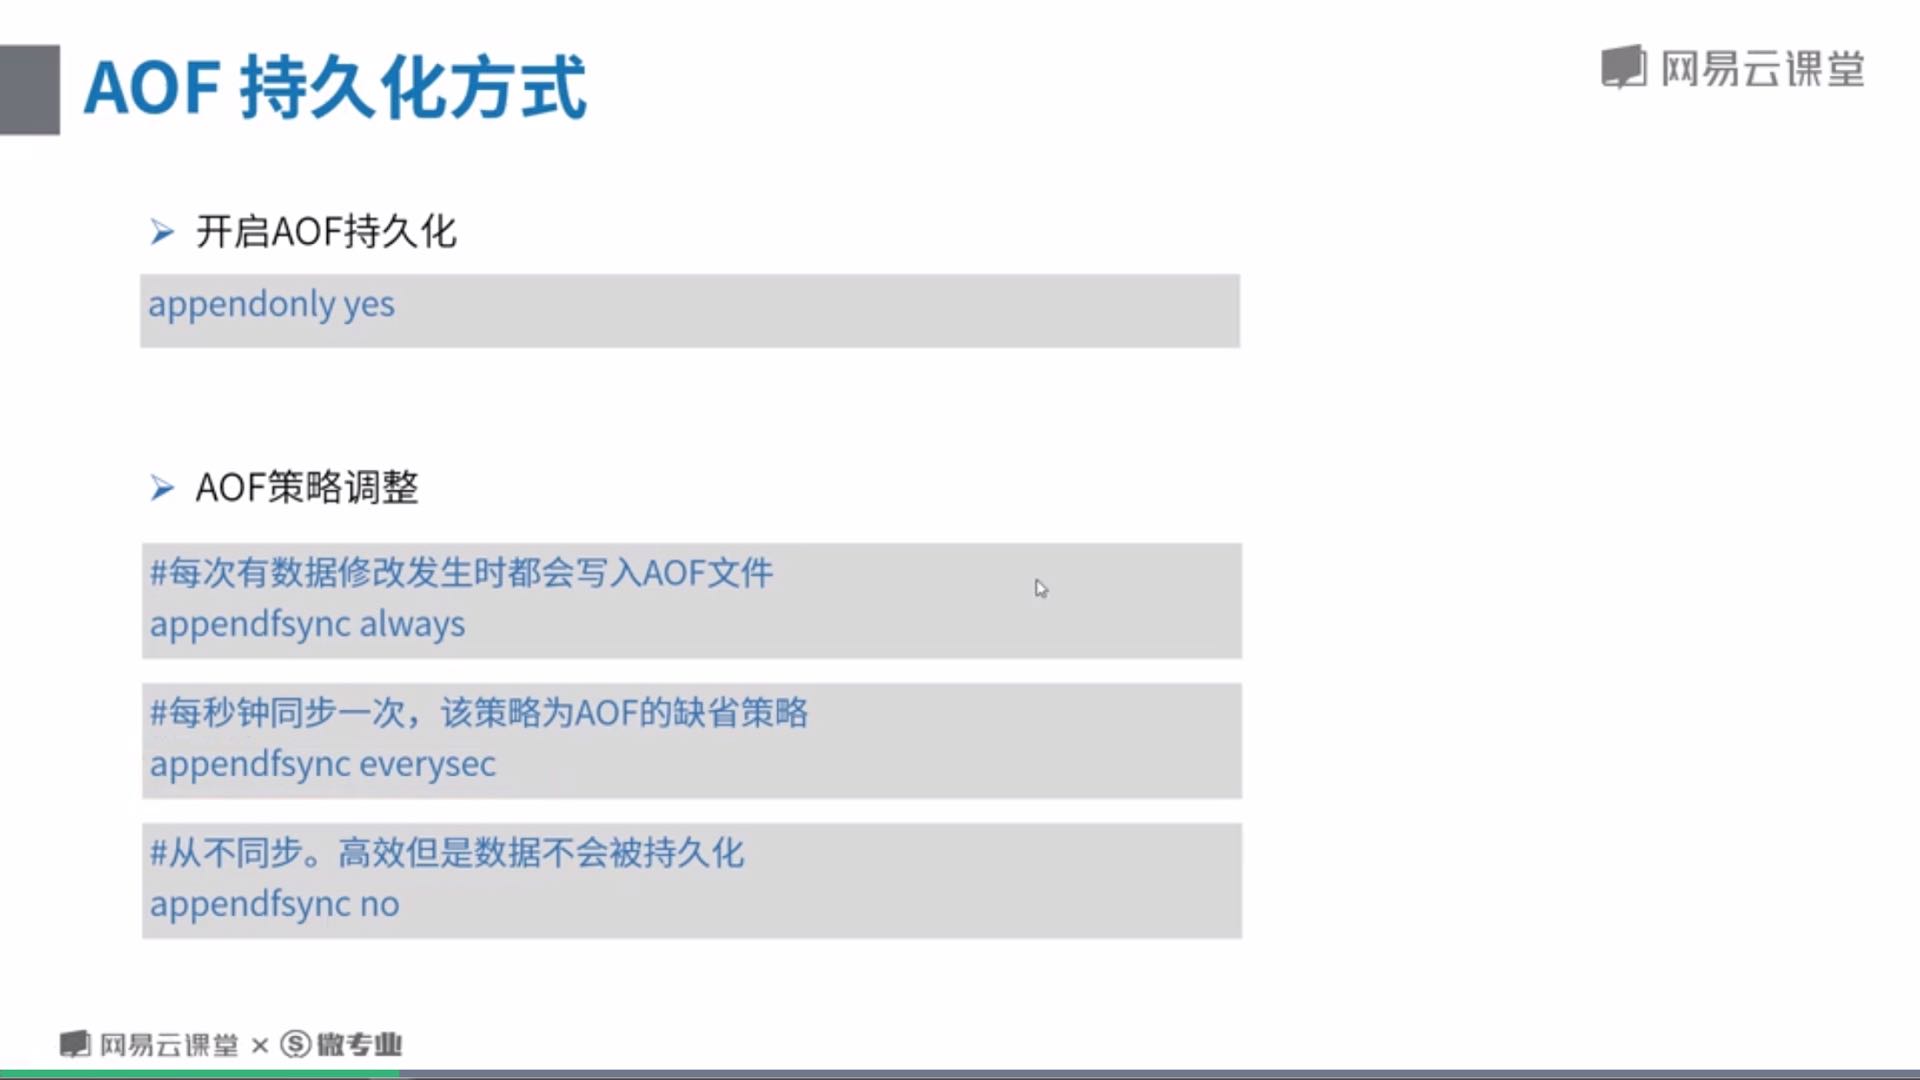 AOF 持久化方式
网易云课堂
开启AOF持久化
appendonly yes
AOF策略调整
#每次有数据修改发生时都会写入AOF文件
appendfsync always
#每秒钟同步一次，该策略为AOF的缺省策略
appendfsync everysec
#从不同步。高效但是数据不会被持久化
appendfsync no
网易云课堂 × S 微专业